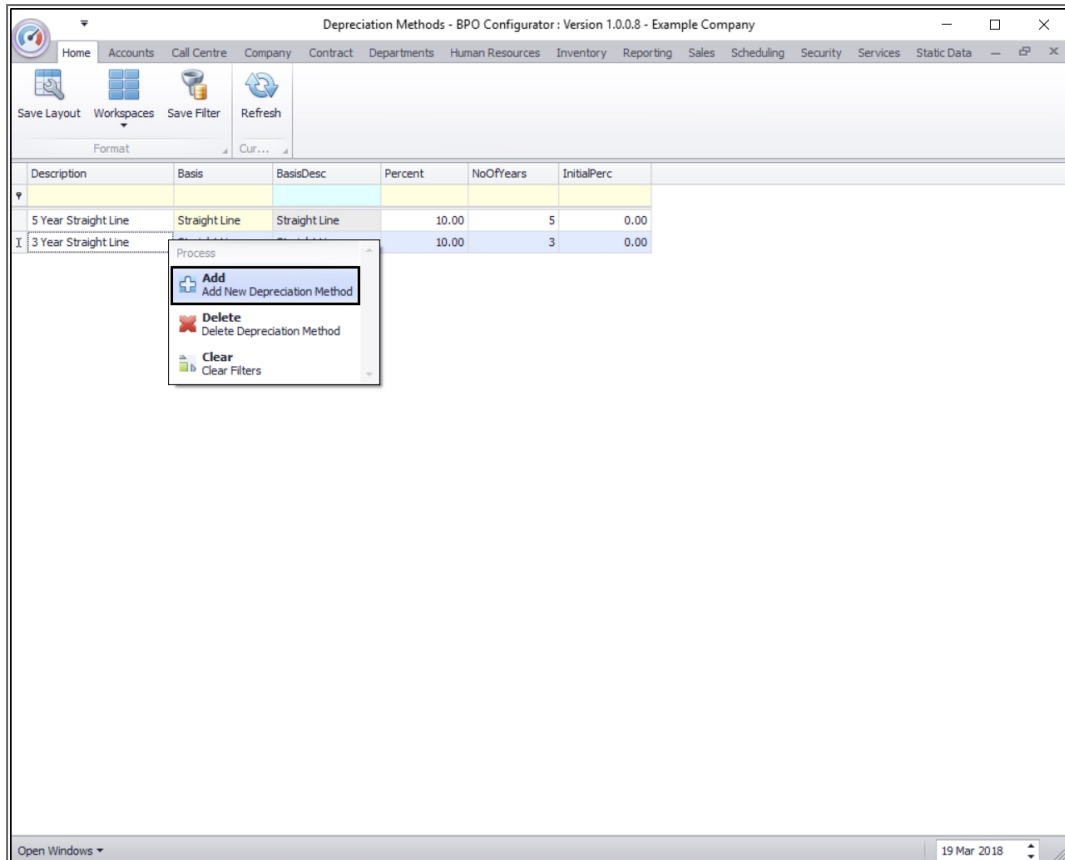 Depreciation Methods - BPO Configurator : Version 1.0.0.8 - Example Company
Home Accounts Call Centre Company Contract Departments Human Resources Inventory Reporting Sales Scheduling Security Services Static Data
Save Layout Workspaces Save Filter Refresh
Format Cur...
Description Basis BasisDesc Percent NoOfYears InitialPerc
5 Year Straight Line Straight Line Straight Line 10.00 5 0.00
3 Year Straight Line 10.00 3 0.00
Process
Add
Add New Depreciation Method
Delete
Delete Depreciation Method
Clear
Clear Filters
Open Windows 19 Mar 2018